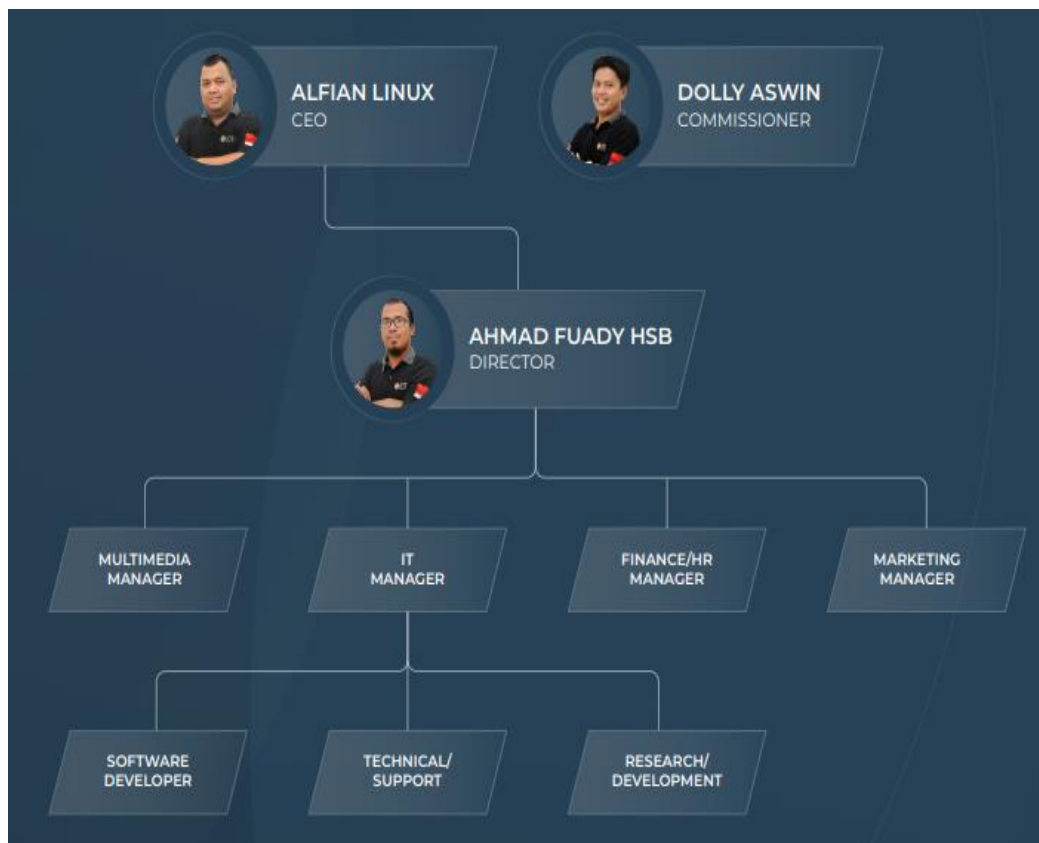 ALFIAN LINUX
CEO
DOLLY ASWIN
COMMISSIONER
AHMAD FUADY HSB
DIRECTOR
MULTIMEDIA
MANAGER
IT
MANAGER
FINANCE/HR
MANAGER
MARKETING
MANAGER
SOFTWARE
DEVELOPER
TECHNICAL/
SUPPORT
RESEARCH/
DEVELOPMENT